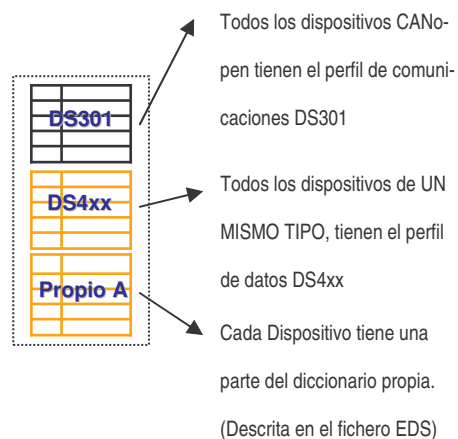 Todos los dispositivos CANo-
pen tienen el perfil de comuni-
caciones DS301
DS301
Todos los dispositivos de UN
MISMO TIPO, tienen el perfil
de datos DS4xx
DS4xx
Propio A
Cada Dispositivo tiene una
parte del diccionario propia.
(Descrita en el fichero EDS)